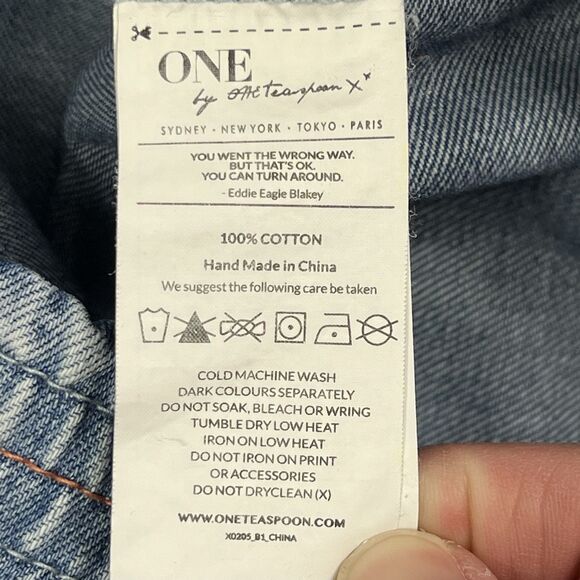 ONE
by One teaspoon X x
SYDNEY • NEW YORK • TOKYO • PARIS
YOU WENT THE WRONG WAY.
BUT THAT'S OK.
YOU CAN TURN AROUND.
- Eddie Eagle Blakey
100% COTTON
Hand Made in China
We suggest the following care be taken
COLD MACHINE WASH
DARK COLOURS SEPARATELY
DO NOT SOAK, BLEACH OR WRING
TUMBLE DRY LOW HEAT
IRON ON LOW HEAT
DO NOT IRON ON PRINT
OR ACCESSORIES
DO NOT DRYCLEAN (X)
WWW.ONETEASPOON.COM
X0205_B1_CHINA